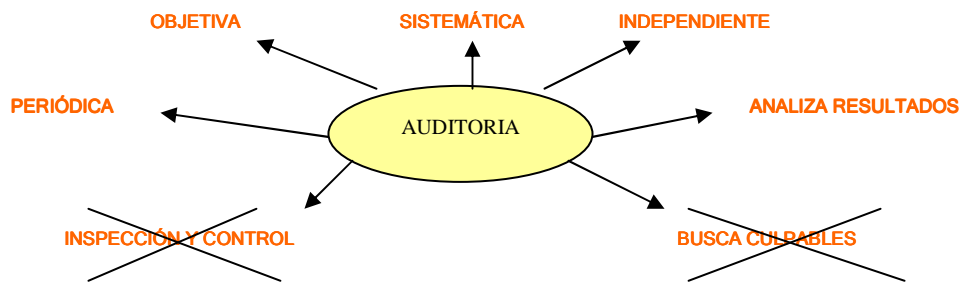 OBJETIVA
SISTEMÁTICA
INDEPENDIENTE
PERIÓDICA
ANALIZA RESULTADOS
AUDITORIA
INSPECCIÓN Y CONTROL
BUSCA CULPABLES